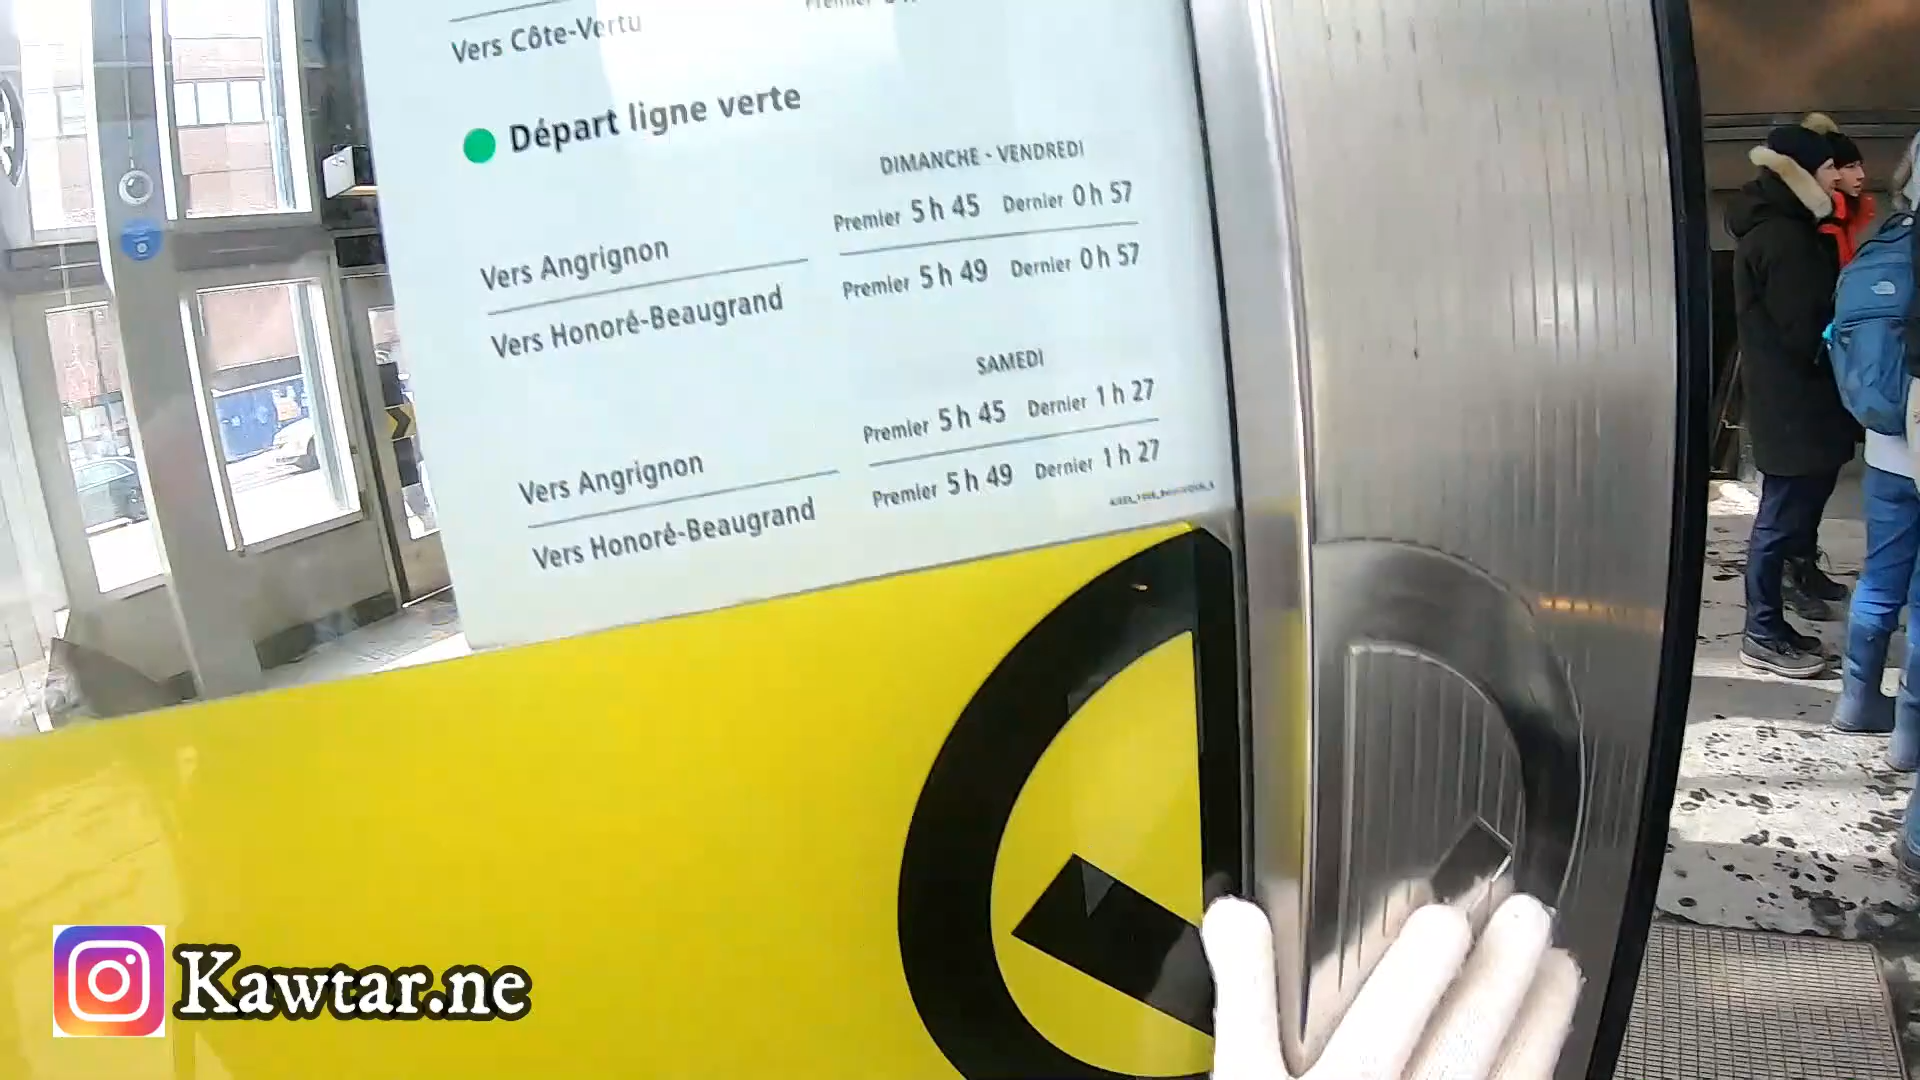 Vers Côte-Vertu
Départ ligne verte
DIMANCHE - VENDREDI
Vers Angrignon Premier 5 h 45 Dernier 0 h 57
Vers Honoré-Beaugrand Premier 5 h 49 Dernier 0 h 57
SAMEDI
Vers Angrignon Premier 5 h 45 Dernier 1 h 27
Vers Honoré-Beaugrand Premier 5 h 49 Dernier 1 h 27
Kawtar.ne